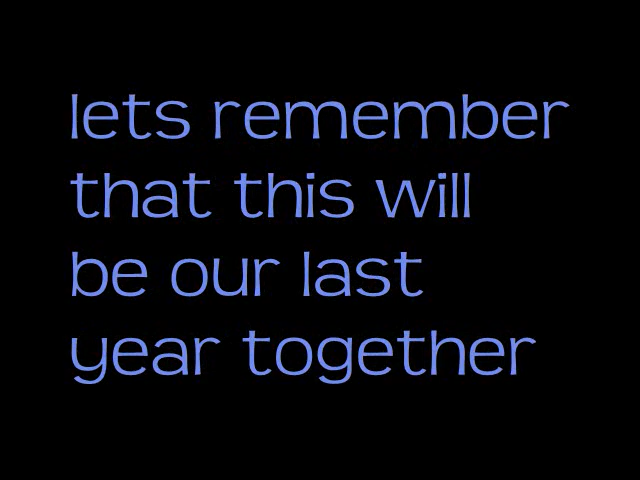 lets remember
that this will
be our last
year together